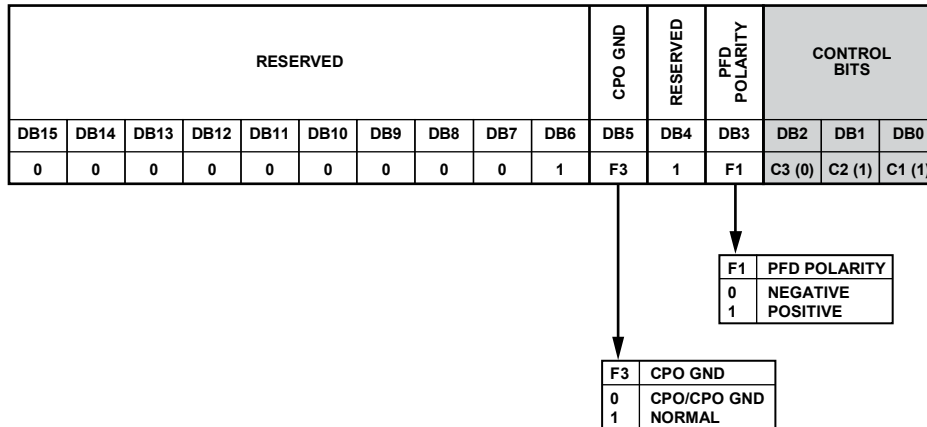 RESERVED
CPO GND
RESERVED
PFD
POLARITY
CONTROL
BITS
DB15 DB14 DB13 DB12 DB11 DB10 DB9 DB8 DB7 DB6 DB5 DB4 DB3 DB2 DB1 DB0
0 0 0 0 0 0 0 0 0 1 F3 1 F1 C3 (0) C2 (1) C1 (1)
F1 PFD POLARITY
0 NEGATIVE
1 POSITIVE
F3 CPO GND
0 CPO/CPO GND
1 NORMAL